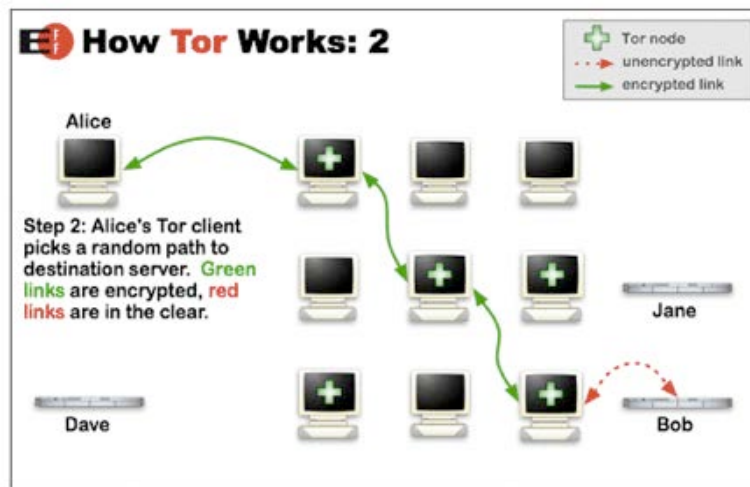 EFF How Tor Works: 2
Tor node
unencrypted link
encrypted link
Alice
Step 2: Alice's Tor client
picks a random path to
destination server. Green
links are encrypted, red
links are in the clear.
Jane
Dave
Bob